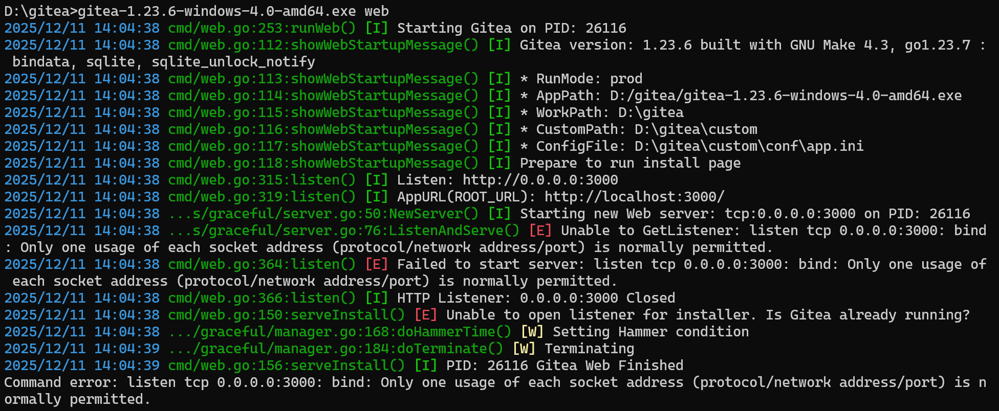 D:\gitea>gitea-1.23.6-windows-4.0-amd64.exe web
2025/12/11 14:04:38 cmd/web.go:253:runWeb() [I] Starting Gitea on PID: 26116
2025/12/11 14:04:38 cmd/web.go:112:showWebStartupMessage() [I] Gitea version: 1.23.6 built with GNU Make 4.3, go1.23.7 :
 bindata, sqlite, sqlite_unlock_notify
2025/12/11 14:04:38 cmd/web.go:113:showWebStartupMessage() [I] * RunMode: prod
2025/12/11 14:04:38 cmd/web.go:114:showWebStartupMessage() [I] * AppPath: D:/gitea/gitea-1.23.6-windows-4.0-amd64.exe
2025/12/11 14:04:38 cmd/web.go:115:showWebStartupMessage() [I] * WorkPath: D:\gitea
2025/12/11 14:04:38 cmd/web.go:116:showWebStartupMessage() [I] * CustomPath: D:\gitea\custom
2025/12/11 14:04:38 cmd/web.go:117:showWebStartupMessage() [I] * ConfigFile: D:\gitea\custom\conf\app.ini
2025/12/11 14:04:38 cmd/web.go:118:showWebStartupMessage() [I] Prepare to run install page
2025/12/11 14:04:38 cmd/web.go:315:listen() [I] Listen: http://0.0.0.0:3000
2025/12/11 14:04:38 cmd/web.go:319:listen() [I] AppURL(ROOT_URL): http://localhost:3000/
2025/12/11 14:04:38 ...s/graceful/server.go:50:NewServer() [I] Starting new Web server: tcp:0.0.0.0:3000 on PID: 26116
2025/12/11 14:04:38 ...s/graceful/server.go:76:ListenAndServe() [E] Unable to GetListener: listen tcp 0.0.0.0:3000: bind
: Only one usage of each socket address (protocol/network address/port) is normally permitted.
2025/12/11 14:04:38 cmd/web.go:364:listen() [E] Failed to start server: listen tcp 0.0.0.0:3000: bind: Only one usage of
 each socket address (protocol/network address/port) is normally permitted.
2025/12/11 14:04:38 cmd/web.go:366:listen() [I] HTTP Listener: 0.0.0.0:3000 Closed
2025/12/11 14:04:38 cmd/web.go:150:serveInstall() [E] Unable to open listener for installer. Is Gitea already running?
2025/12/11 14:04:38 .../graceful/manager.go:168:doHammerTime() [W] Setting Hammer condition
2025/12/11 14:04:39 .../graceful/manager.go:184:doTerminate() [W] Terminating
2025/12/11 14:04:39 cmd/web.go:156:serveInstall() [I] PID: 26116 Gitea Web Finished
Command error: listen tcp 0.0.0.0:3000: bind: Only one usage of each socket address (protocol/network address/port) is n
ormally permitted.